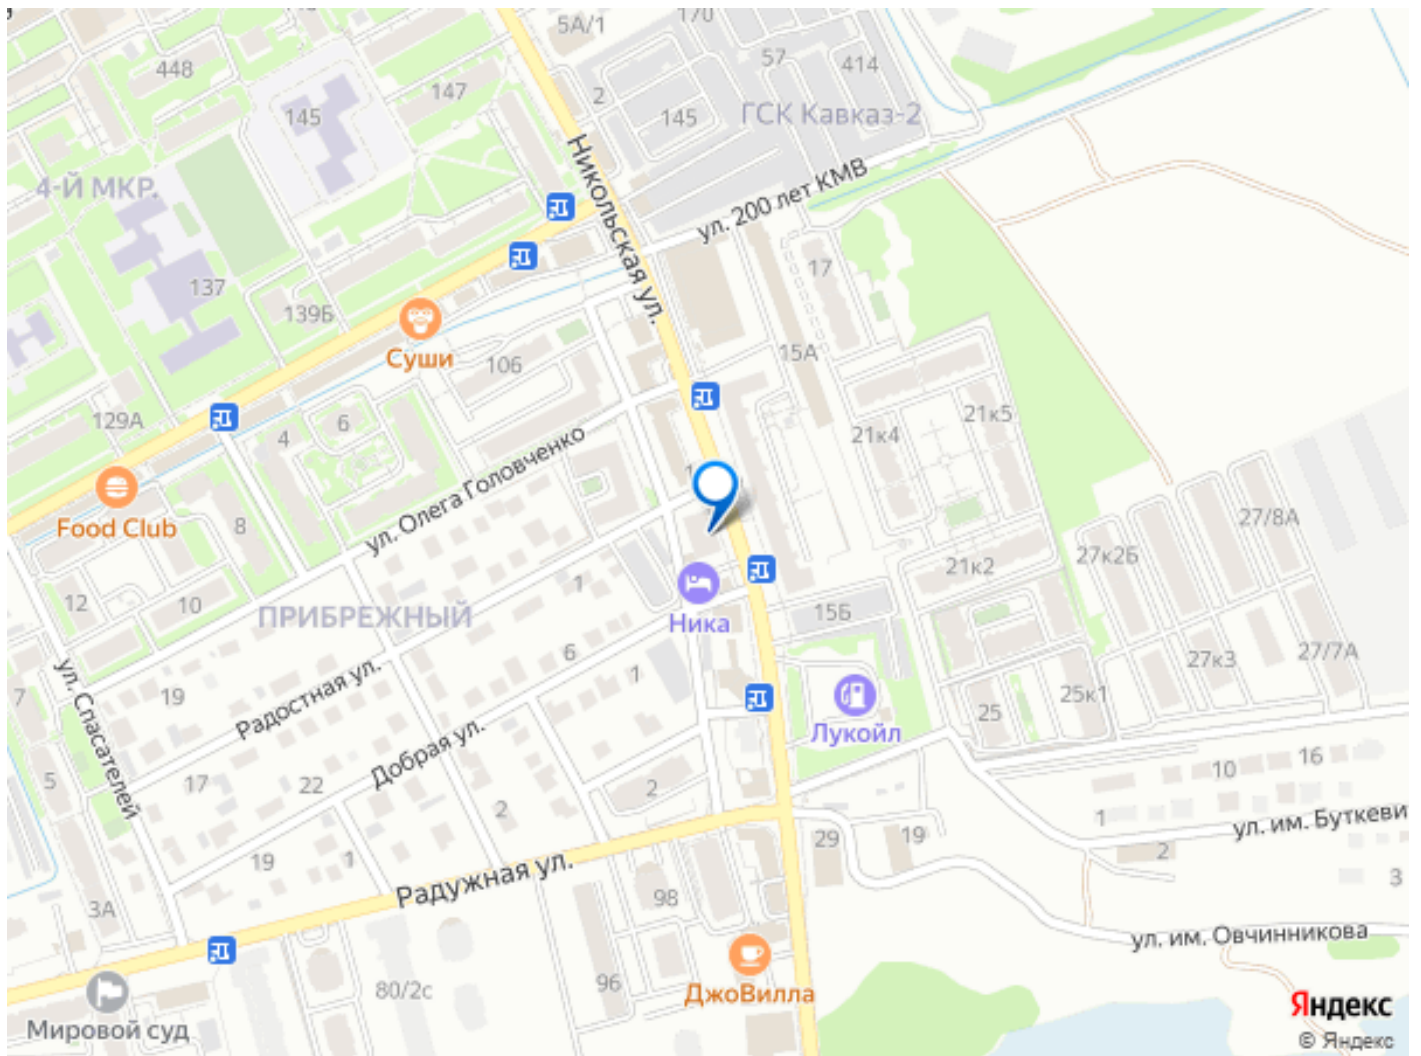 170
5А/1
448
147
57
414
2
145
145
ГСК Кавказ-2
Никольская ул.
4-Й МКР.
ул. 200 лет КМВ
137
17
139Б
Суши
106
15А
129А
4
6
21к4
21к5
Food Club
8
ул. Олега Головченко
27/8А
27к2Б
21к2
12
10
ПРИБРЕЖНЫЙ
1
Ника
15Б
6
1
27к3
27/7А
7
ул. Спасателей
19
Радостная ул.
25к1
25
Лукойл
Добрая ул.
5
17
22
2
2
10
16
1
ул. им. Буткеви
29
19
2
19
1
Радужная ул.
3
3А
98
ул. им. Овчинникова
80/2с
96
ДжоВилла
Мировой суд
Яндекс
© Яндекс